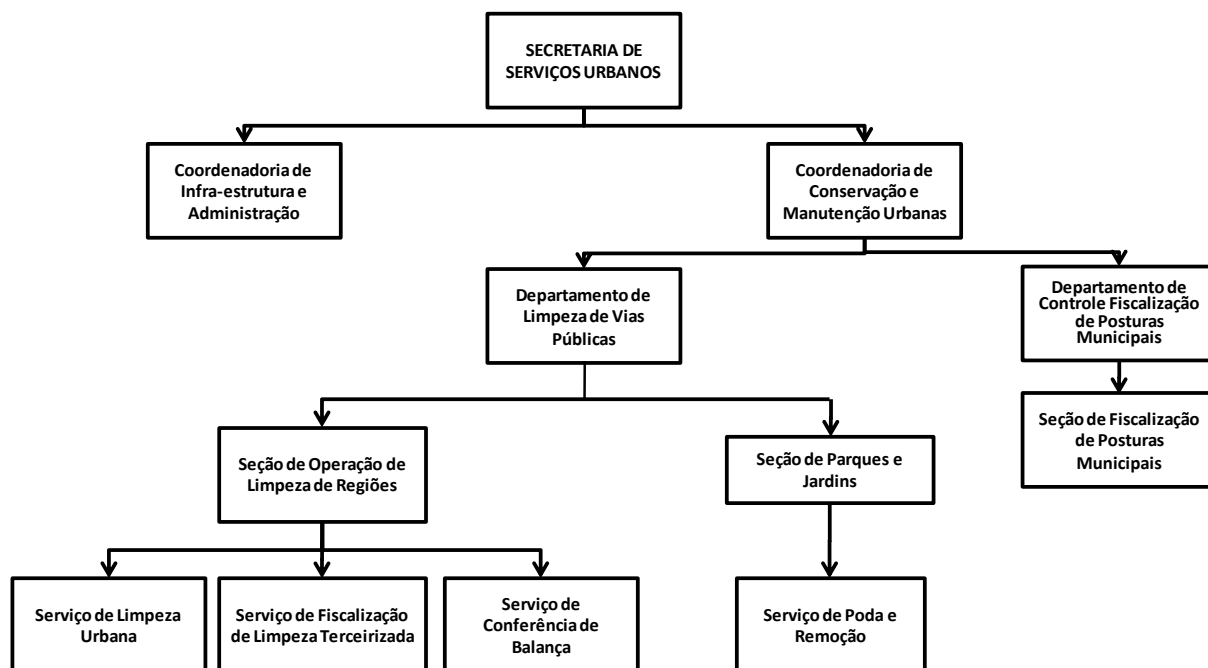 SECRETARIA DE
SERVIÇOS URBANOS
Coordenadoria de
Infra-estrutura e
Administração
Coordenadoria de
Conservação e
Manutenção Urbanas
Departamento de
Limpeza de Vias
Públicas
Departamento de
Controle Fiscalização
de Posturas
Municipais
Seção de Operação de
Limpeza de Regiões
Seção de Parques e
Jardins
Seção de Fiscalização
de Posturas
Municipais
Serviço de Limpeza
Urbana
Serviço de Fiscalização
de Limpeza Terceirizada
Serviço de
Conferência de
Balança
Serviço de Poda e
Remoção